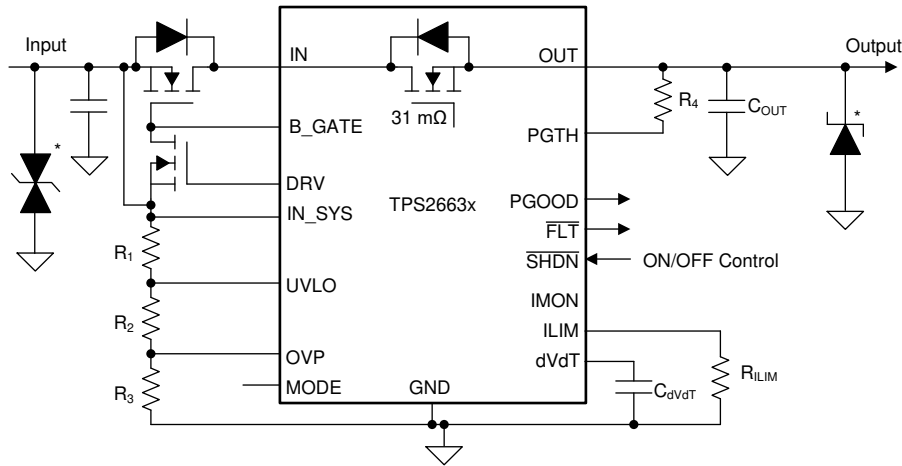 Input
*
R1
R2
R3
IN
B_GATE
DRV
IN_SYS
UVLO
OVP
MODE
GND
31 mΩ
TPS2663x
OUT
PGTH
PGOOD
FLT
SHDN
IMON
ILIM
dVdT
R4
COUT
Output
*
ON/OFF Control
CdVdT
RILIM